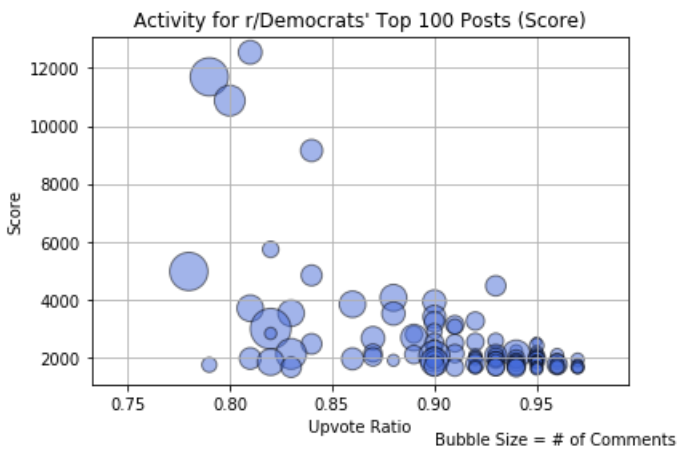 Activity for r/Democrats' Top 100 Posts (Score)
12000
10000
8000
6000
4000
2000
Score
0.75 0.80 0.85 0.90 0.95
Upvote Ratio
Bubble Size = # of Comments